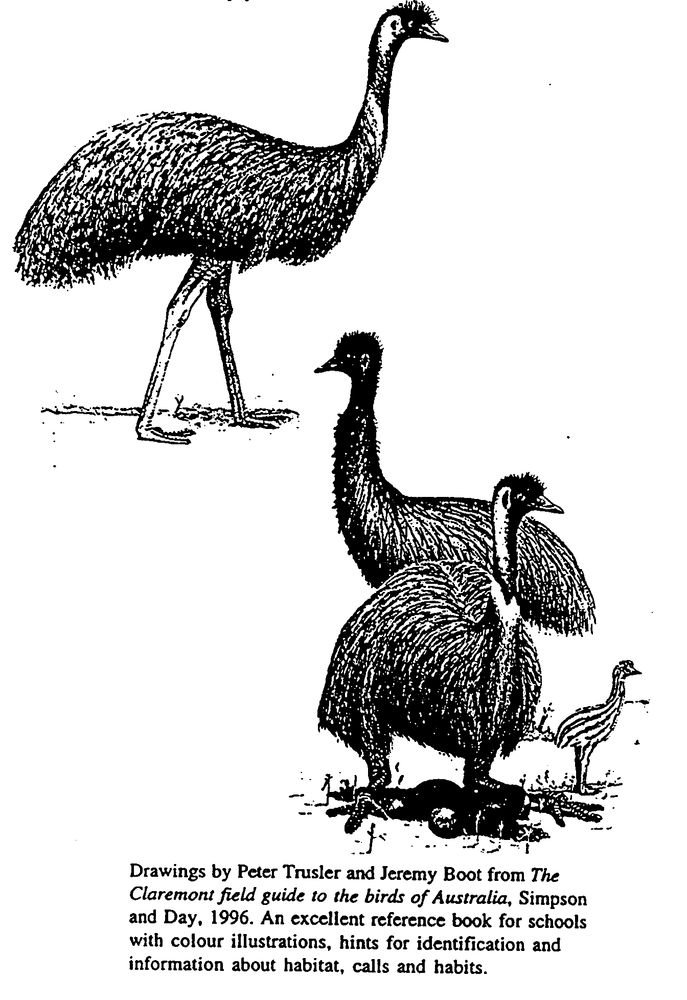 Drawings by Peter Trusler and Jeremy Boot from The
Claremont field guide to the birds of Australia, Simpson
and Day, 1996. An excellent reference book for schools
with colour illustrations, hints for identification and
information about habitat, calls and habits.